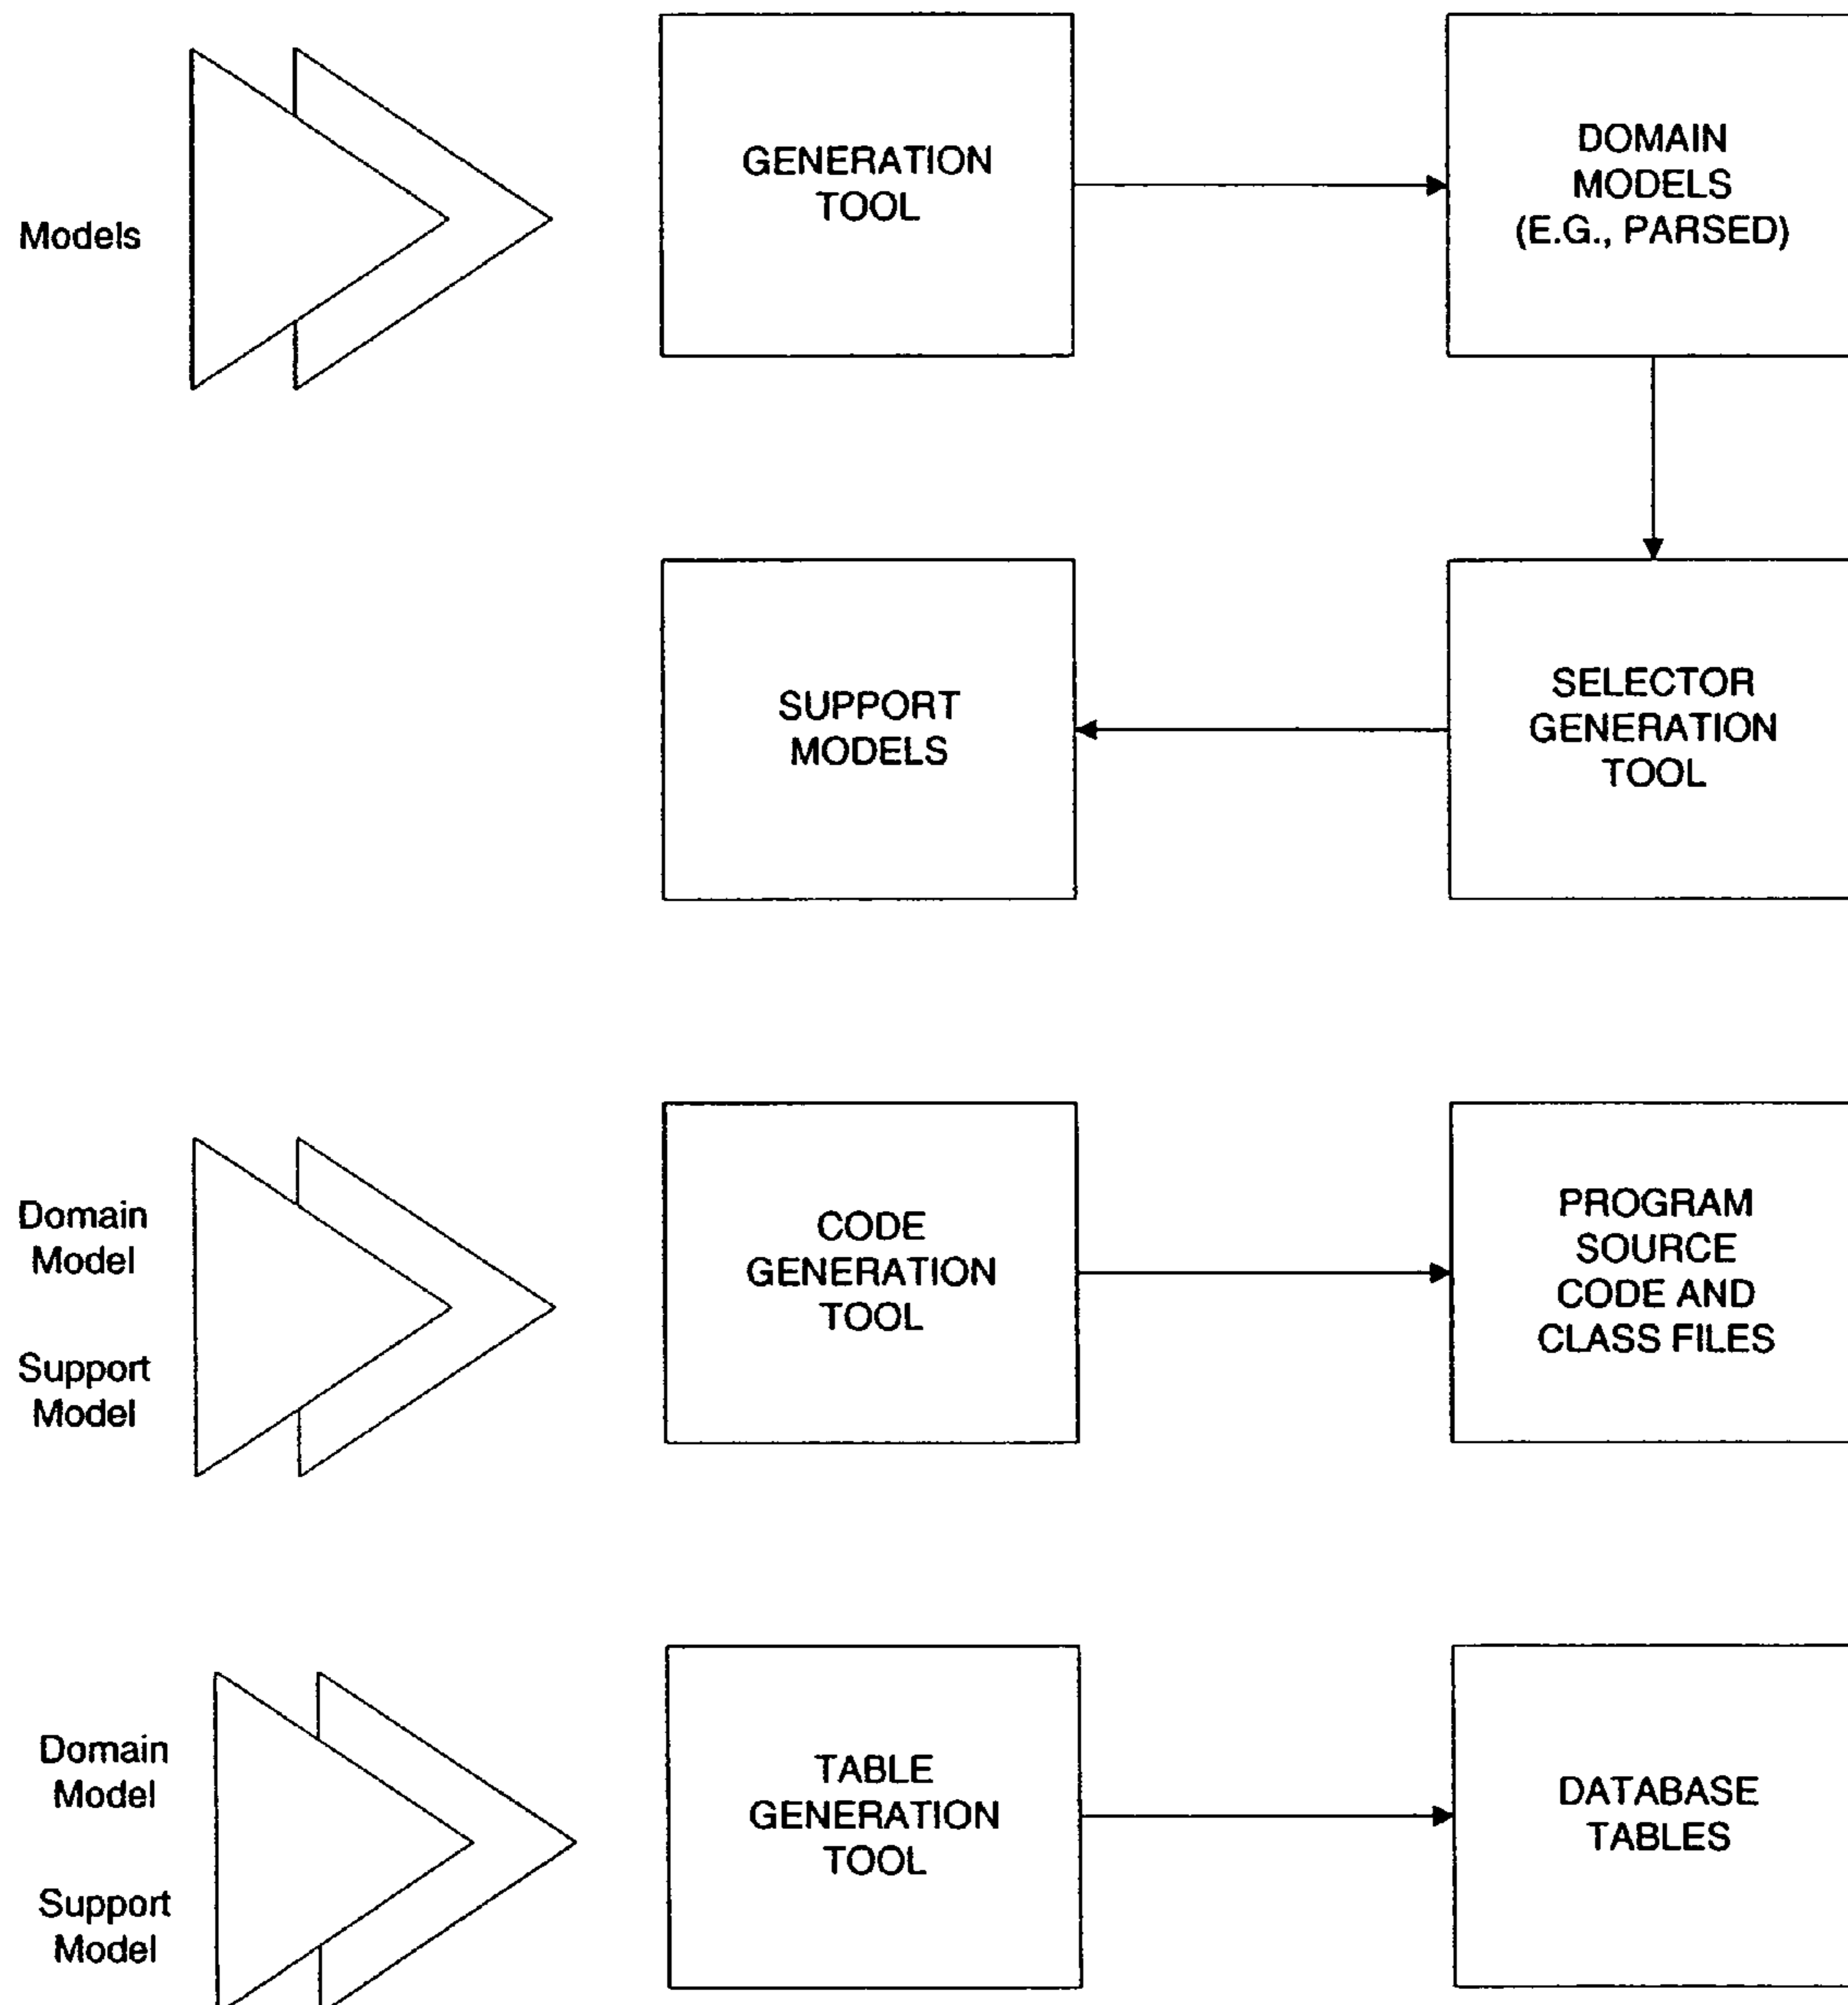 Models
GENERATION
TOOL
DOMAIN
MODELS
(E.G., PARSED)
SUPPORT
MODELS
SELECTOR
GENERATION
TOOL
Domain
Model
Support
Model
CODE
GENERATION
TOOL
PROGRAM
SOURCE
CODE AND
CLASS FILES
Domain
Model
Support
Model
TABLE
GENERATION
TOOL
DATABASE
TABLES